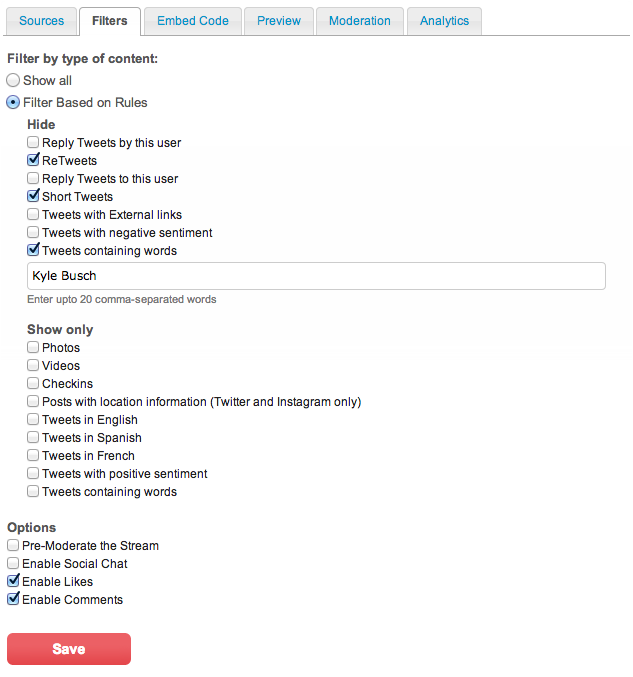 Sources Filters Embed Code Preview Moderation Analytics
Filter by type of content:
Show all
Filter Based on Rules
Hide
Reply Tweets by this user
ReTweets
Reply Tweets to this user
Short Tweets
Tweets with External links
Tweets with negative sentiment
Tweets containing words
Kyle Busch
Enter upto 20 comma-separated words
Show only
Photos
Videos
Checkins
Posts with location information (Twitter and Instagram only)
Tweets in English
Tweets in Spanish
Tweets in French
Tweets with positive sentiment
Tweets containing words
Options
Pre-Moderate the Stream
Enable Social Chat
Enable Likes
Enable Comments
Save